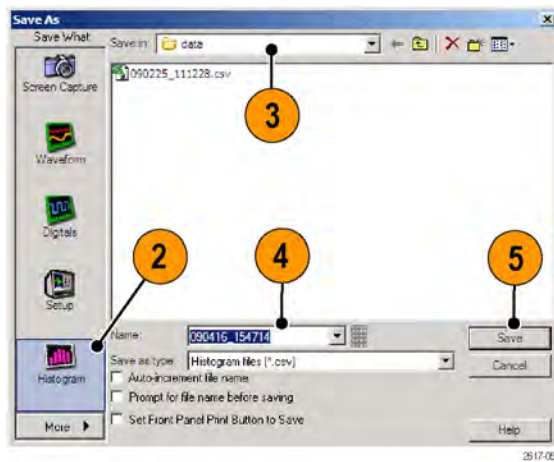 Save As
Save What:
Save in: data
Screen Capture
090225_111228.csv
3
Waveform
Digitals
2
4
5
Setup
Name: 090416_154714
Save
Save as type: Histogram files (*.csv)
Cancel
Histogram
Auto-increment file name
Prompt for file name before saving
Set Front Panel Print Button to Save
More
Help